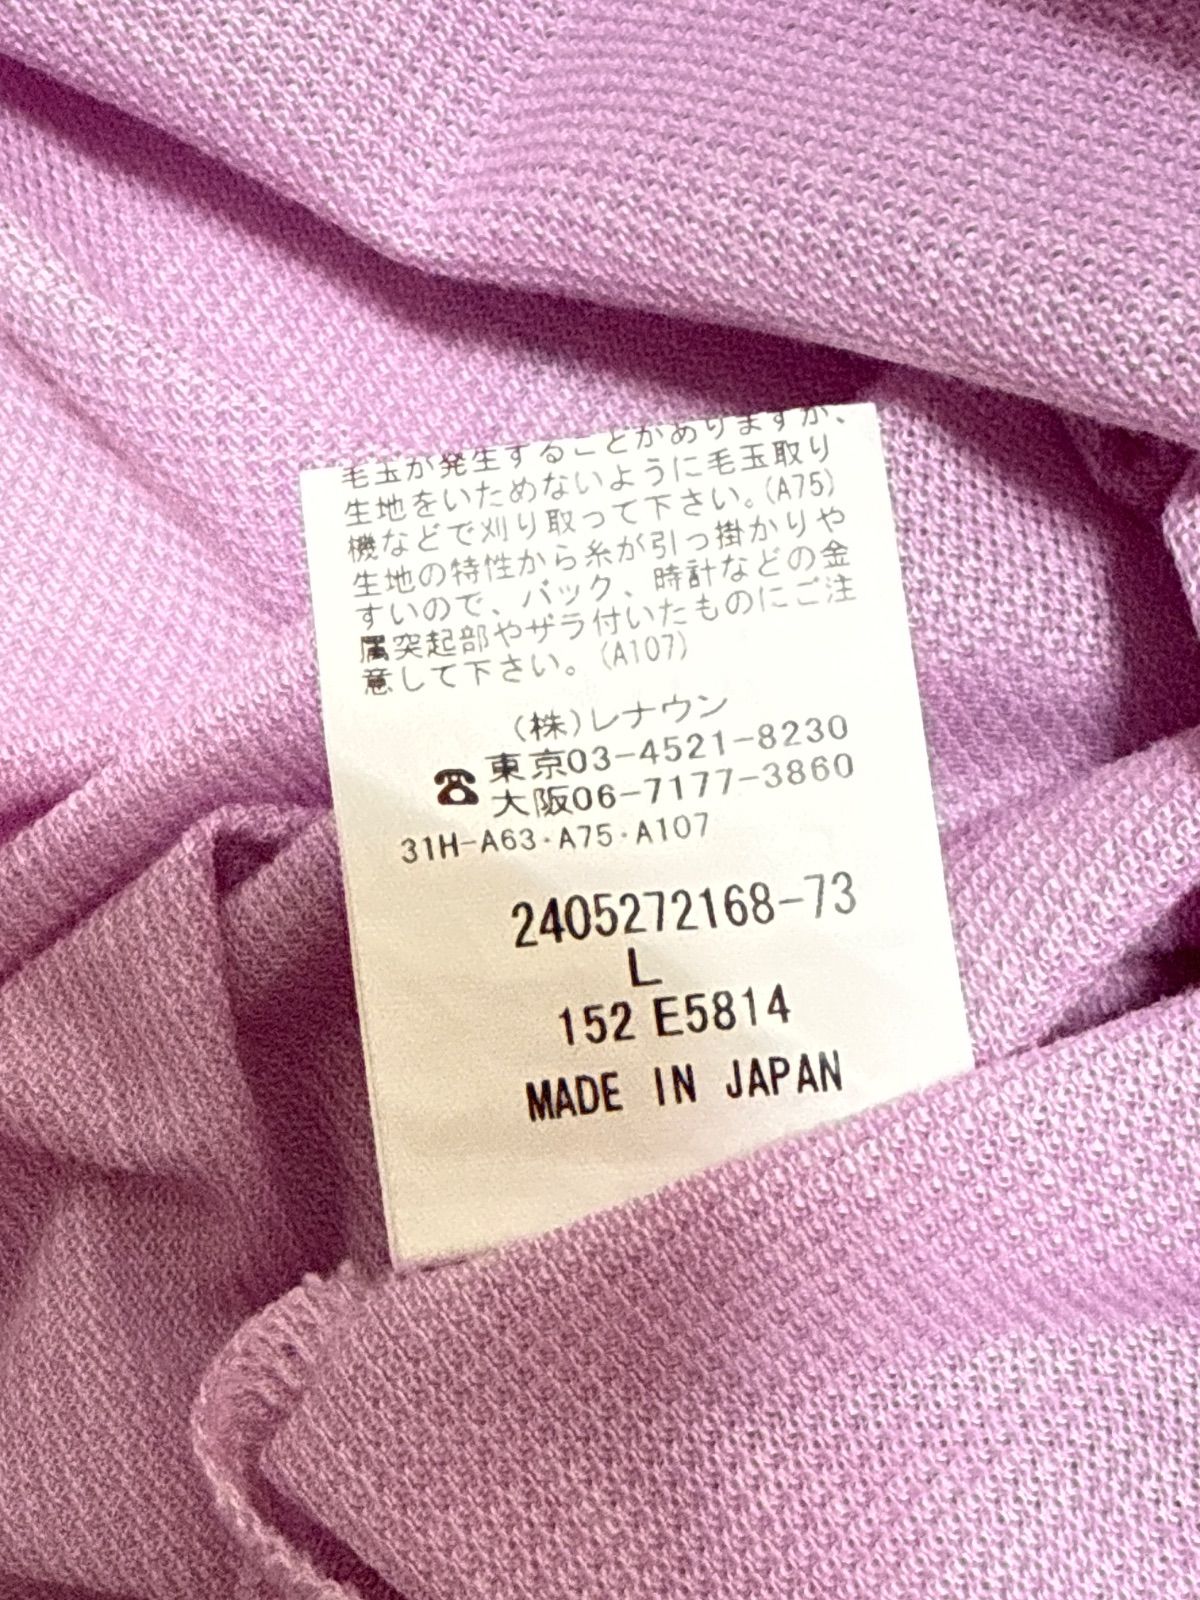 毛玉が発生することがありますが、
生地をいためないように毛玉取り
機などで刈り取って下さい。(A75)
生地の特性から糸が引っ掛かりや
すいので、バック、時計などの金
属突起部やザラ付いたものにご注
意して下さい。(A107)
(株)レナウン
☎ 東京03-4521-8230
大阪06-7177-3860
31H-A63·A75·A107
2405272168-73
L
152 E5814
MADE IN JAPAN